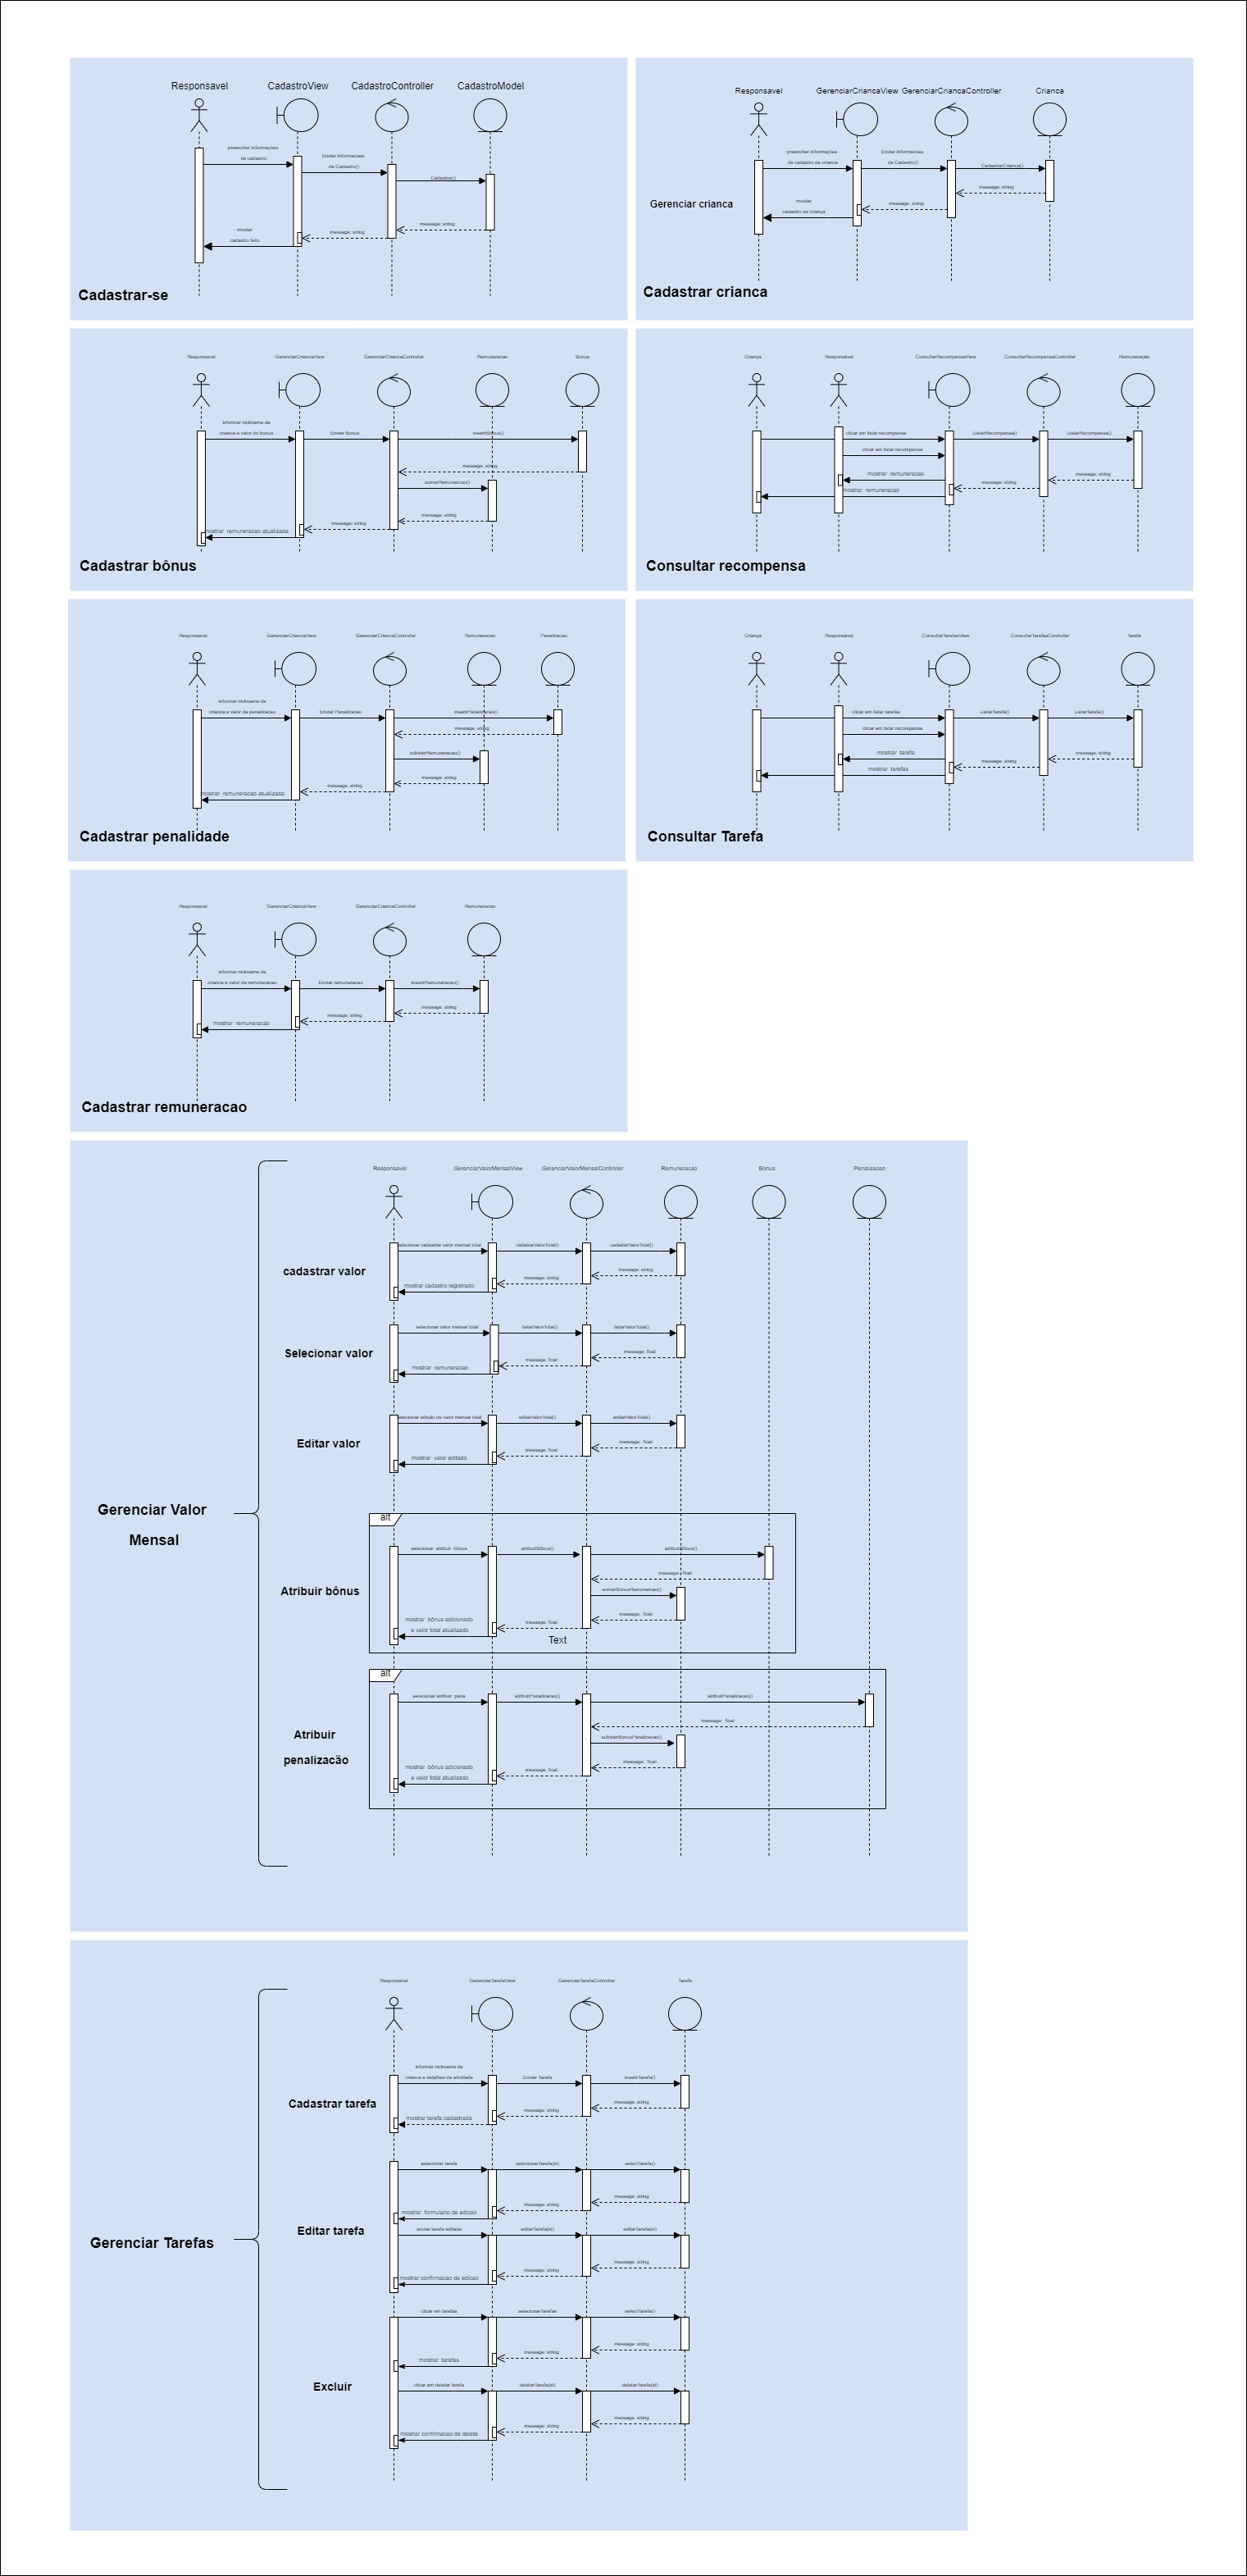 Responsavel
CadastroView
CadastroController
CadastroModel
preencher informações
de cadastro
Enviar Informacoes
de Cadastro()
Cadastrar()
message: string
message: string
mostar
cadastro feito
Cadastrar-se
Responsavel
GerenciarCriancaView
GerenciarCriancaController
Crianca
preencher informações
de cadastro da crianca
Enviar Informacoes
de Cadastro()
CadastrarCrianca()
message: string
message: string
mostar
cadastro da criança
Gerenciar crianca
Cadastrar crianca
Responsavel
GerenciarCriancaView
GerenciarCriancaController
Remuneracao
Bonus
informar nickname da
crianca e valor do bonus
Enviar Bonus
inserirBonus()
message: string
somarRemuneracao()
message: string
message: string
mostrar remuneracao atualizada
Cadastrar bônus
Criança
Responsável
ConsultarRecompensaView
ConsultarRecompensaController
Remuneração
clicar em listar recompensa
ListarRecompensa()
ListarRecompensa()
clicar em listar recompensa
mostrar remuneracao
message: string
message: string
mostrar remuneracao
Consultar recompensa
Responsavel
GerenciarCriancaView
GerenciarCriancaController
Remuneracao
Penalizacao
informar nickname da
crianca e valor da penalizacao
Enviar Penalizacao
inserirPenalizacao()
message: string
subtrairRemuneracao()
message: string
message: string
mostrar remuneracao atualizada
Cadastrar penalidade
Criança
Responsável
ConsultarTarefasView
ConsultarTarefasController
Tarefa
clicar em listar tarefas
ListarTarefa()
ListarTarefa()
clicar em listar recompensa
mostrar tarefa
message: string
message: string
mostrar tarefas
Consultar Tarefa
Responsavel
GerenciarCriancaView
GerenciarCriancaController
Remuneracao
informar nickname da
crianca e valor da remuneracao
Enviar remuneracao
inserirRemuneracao()
message: string
message: string
mostrar remuneracao
Cadastrar remuneracao
Responsavel
GerenciarValorMensalView
GerenciarValorMensalController
Remuneracao
Bonus
Penalizacao
selecionar cadastrar valor mensal total
cadatrarValorTotal()
cadatrarValorTotal()
cadastrar valor
message: string
message: string
mostrar cadastro registrado
selecionar valor mensal total
listarValorTotal()
listarValorTotal()
Selecionar valor
message: float
message: float
mostrar remuneracao
selecionar edição de valor mensal total
editarValorTotal()
editarValorTotal()
Editar valor
message: float
message: float
mostrar valor editado
Gerenciar Valor
Mensal
alt
selecionar atribuir bônus
atribuirBônus()
atribuirBônus()
message: float
Atribuir bônus
somarBonusRemuneracao()
message: float
message: float
mostrar bônus adicionado
e valor total atualizado
Text
alt
selecionar atribuir pena
atribuirPenalizacao()
atribuirPenalizacao()
message: float
Atribuir
penalização
subtrairBonusPenalizacao()
message: float
message: float
mostrar bônus adicionado
e valor total atualizado
Responsavel
GerenciarTarefaView
GerenciarTarefaController
Tarefa
informar nickname da
crianca e detalhes da atividade
Enviar Tarefa
inserirTarefa()
Cadastrar tarefa
message: string
message: string
mostrar tarefa cadastrada
selecionar tarefa
selecionarTarefa(id)
selectTarefa()
message: string
message: string
mostrar formulario de edicao
Editar tarefa
enviar tarefa editada
editarTarefa(id)
editarTarefa(id)
message: string
message: string
mostrar confirmacao de edicao
Gerenciar Tarefas
clicar em tarefas
selecionarTarefas
selectTarefa()
message: string
message: string
mostrar tarefas
Excluir
clicar em deletar tarefa
deletarTarefa(id)
deletarTarefa(id)
message: string
message: string
mostrar confirmacao de delete